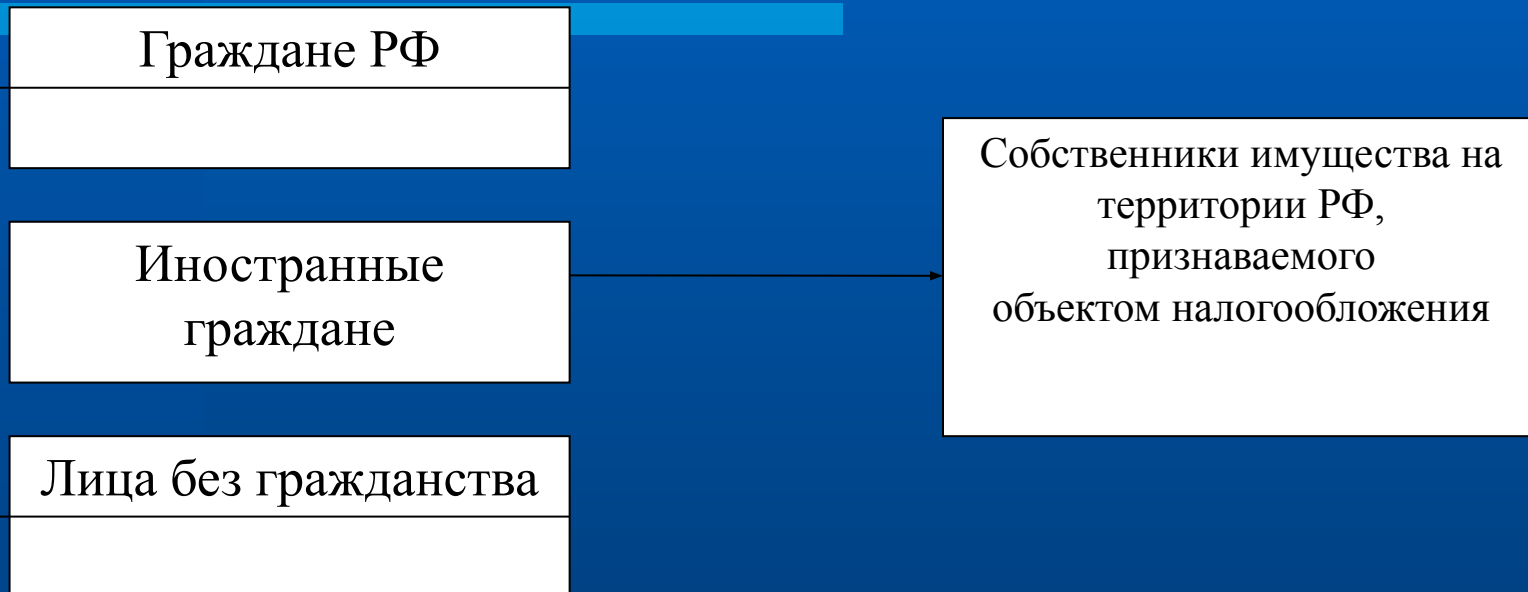 Граждане РФ
Иностранные
граждане
Лица без гражданства
Собственники имущества на
территории РФ,
признаваемого
объектом налогообложения